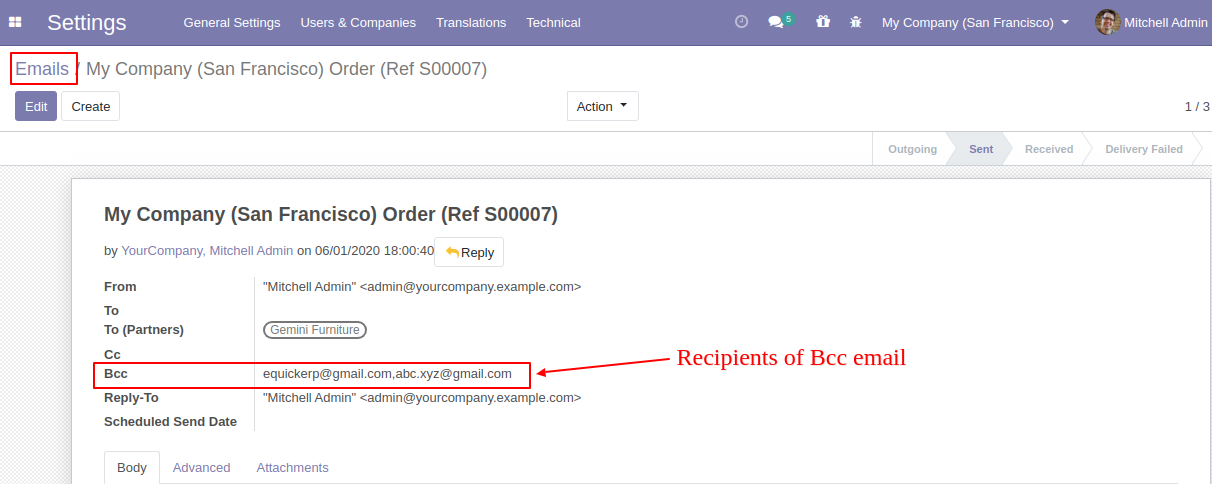 Settings General Settings Users & Companies Translations Technical 5 My Company (San Francisco) Mitchell Admin
Emails / My Company (San Francisco) Order (Ref S00007)
Edit Create Action 1 / 3
Outgoing Sent Received Delivery Failed
My Company (San Francisco) Order (Ref S00007)
by YourCompany, Mitchell Admin on 06/01/2020 18:00:40 Reply
From "Mitchell Admin" <admin@yourcompany.example.com>
To
To (Partners) Gemini Furniture
Cc
Recipients of Bcc email
Bcc equickerp@gmail.com,abc.xyz@gmail.com
Reply-To "Mitchell Admin" <admin@yourcompany.example.com>
Scheduled Send Date
Body Advanced Attachments